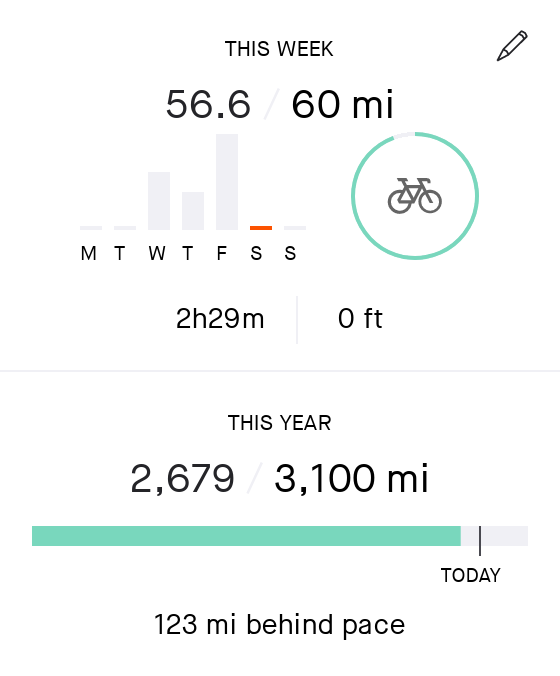 THIS WEEK
56.6 / 60 mi
M T W T F S S
2h29m | 0 ft
THIS YEAR
2,679 / 3,100 mi
TODAY
123 mi behind pace